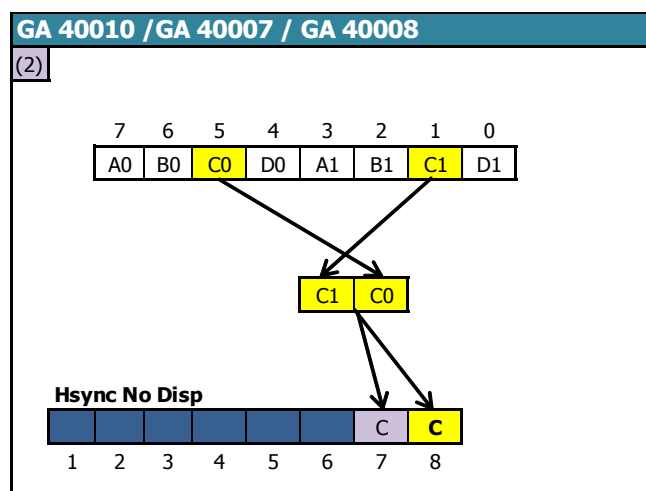 GA 40010 /GA 40007 / GA 40008
(2)
7 6 5 4 3 2 1 0
A0 B0 C0 D0 A1 B1 C1 D1
C1 C0
Hsync No Disp
C C
1 2 3 4 5 6 7 8